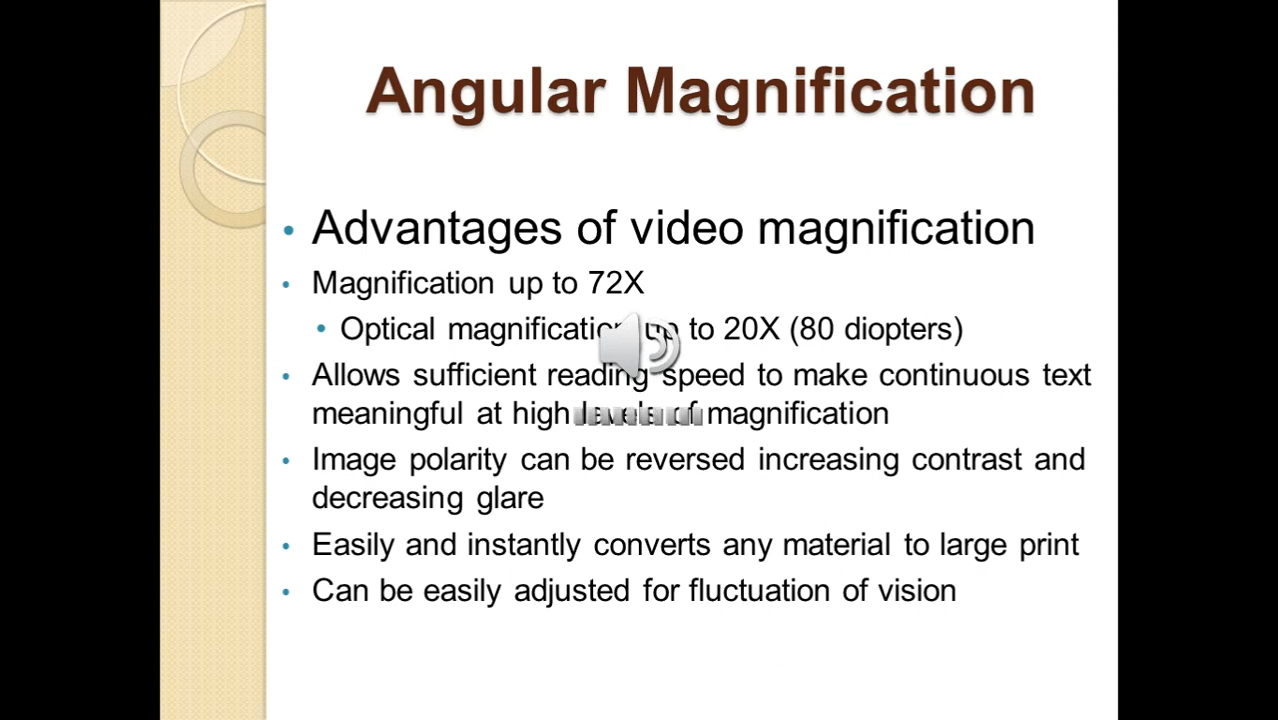 Angular Magnification
• Advantages of video magnification
• Magnification up to 72X
• Optical magnification up to 20X (80 diopters)
• Allows sufficient reading speed to make continuous text
meaningful at high levels of magnification
• Image polarity can be reversed increasing contrast and
decreasing glare
• Easily and instantly converts any material to large print
• Can be easily adjusted for fluctuation of vision